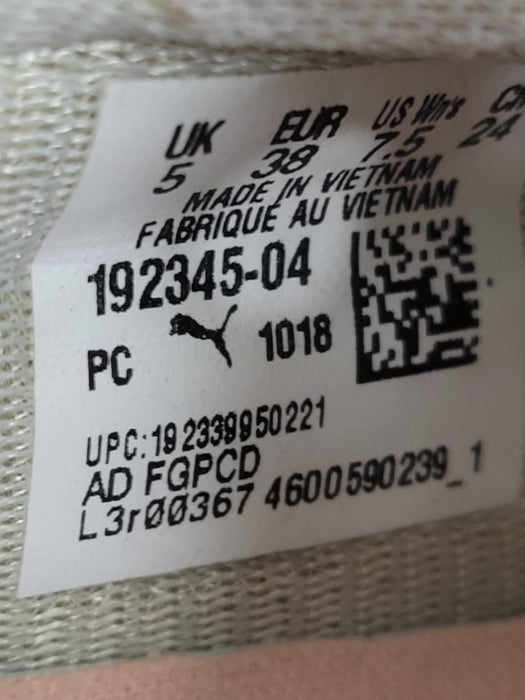 UK EUR US Wn's
5 38 7.5 24
MADE IN VIETNAM
FABRIQUÉ AU VIETNAM
192345-04
PC 1018
UPC:192339950221
AD FGPCD
L3r00367 4600590239_1